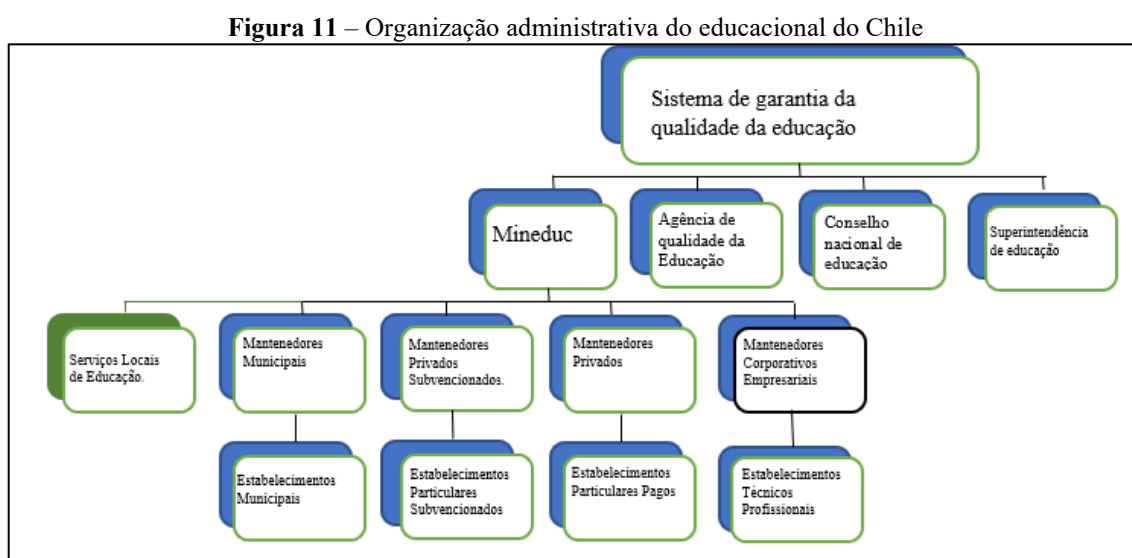 Figura 11 – Organização administrativa do educacional do Chile
Sistema de garantia da
qualidade da educação
Mineduc
Agência de
qualidade da
Educação
Conselho
nacional de
educação
Superintendência
de educação
Serviços Locais
de Educação.
Mantenedores
Municipais
Mantenedores
Privados
Subvencionados.
Mantenedores
Privados
Mantenedores
Corporativos
Empresariais
Estabelecimentos
Municipais
Estabelecimentos
Particulares
Subvencionados
Estabelecimentos
Particulares Pagos
Estabelecimentos
Técnicos
Profissionais